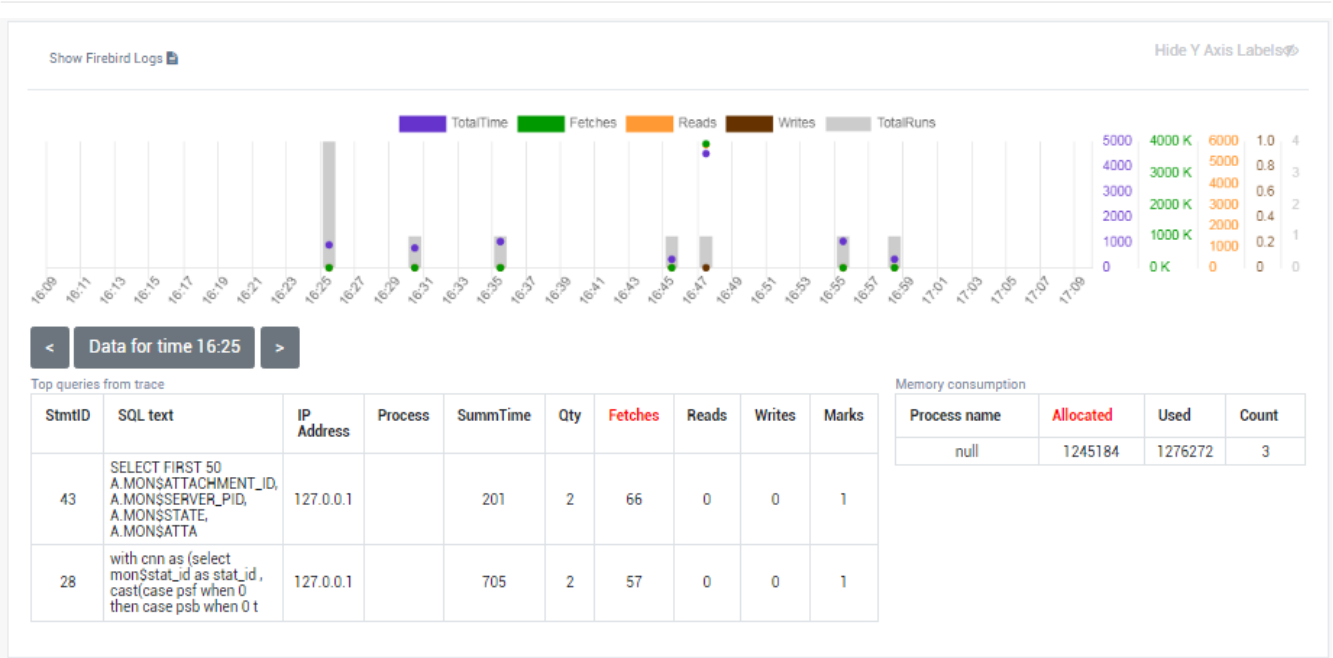 Show Firebird Logs
Hide Y Axis Labels
TotalTime Fetches Reads Writes TotalRuns
5000 4000 K 6000 1.0 4
4000 3000 K 5000 0.8 3
3000 2000 K 4000 0.6 2
2000 1000 K 3000 0.4 1
1000 0 K 2000 0.2 0
0 1000 0
0
16:09 16:11 16:13 16:15 16:17 16:19 16:21 16:23 16:25 16:27 16:29 16:31 16:33 16:35 16:37 16:39 16:41 16:43 16:45 16:47 16:49 16:51 16:53 16:55 16:57 16:59 17:01 17:03 17:05 17:07 17:09
< Data for time 16:25 >
Top queries from trace
StmtID SQL text IP Address Process SummTime Qty Fetches Reads Writes Marks
43
SELECT FIRST 50
A.MON$ATTACHMENT_ID,
A.MON$SERVER_PID,
A.MON$STATE,
A.MON$ATTA
127.0.0.1 201 2 66 0 0 1
28
with cnn as (select
mon$stat_id as stat_id ,
cast(case psf when 0
then case psb when 0 t
127.0.0.1 705 2 57 0 0 1
Memory consumption
Process name Allocated Used Count
null 1245184 1276272 3